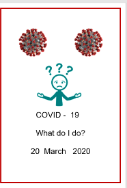 ? ? ?
COVID - 19
What do I do?
20 March 2020